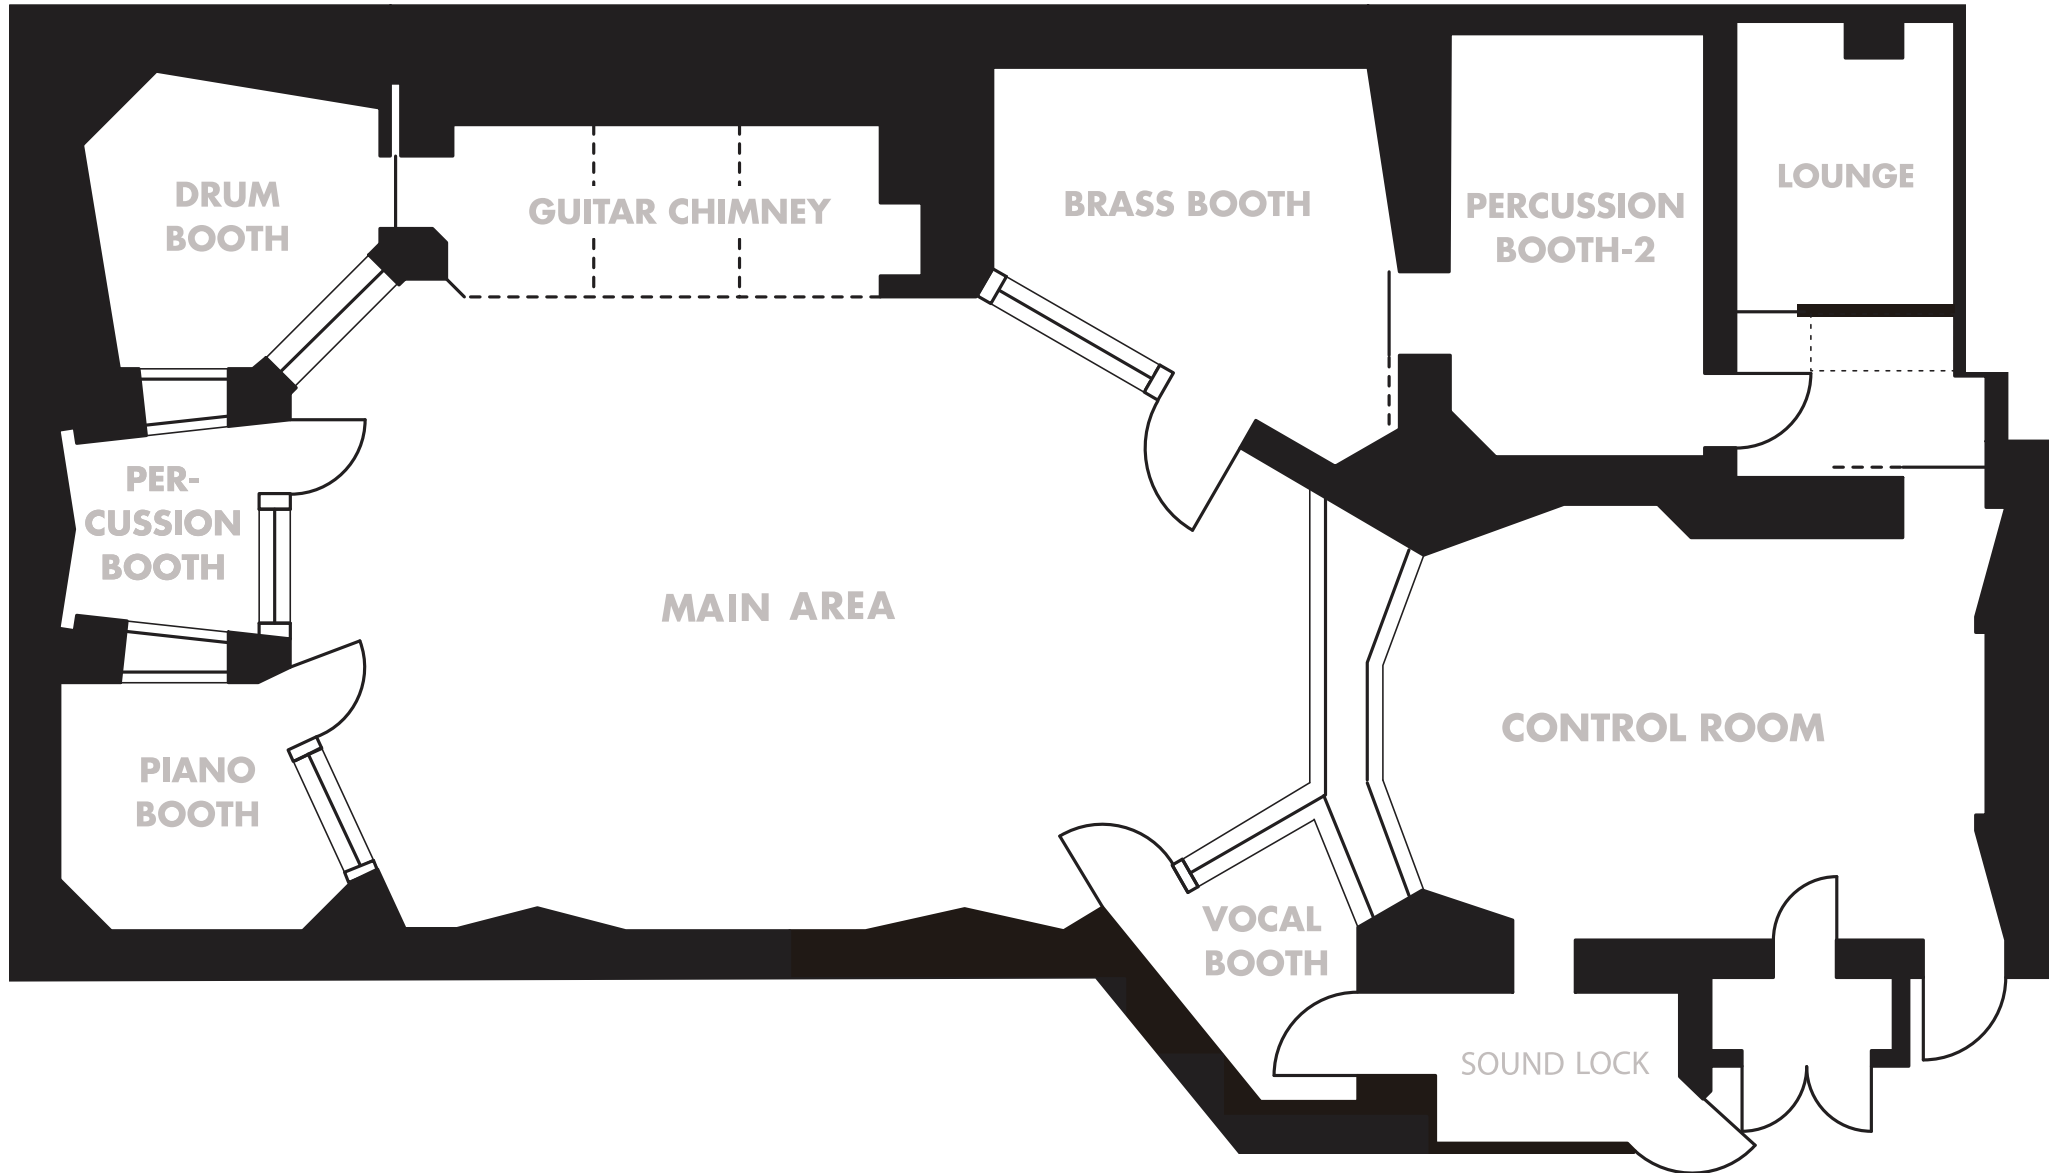 DRUM
BOOTH
GUITAR CHIMNEY
BRASS BOOTH
PERCUSSION
BOOTH-2
LOUNGE
PER-
CUSSION
BOOTH
MAIN AREA
CONTROL ROOM
PIANO
BOOTH
VOCAL
BOOTH
SOUND LOCK